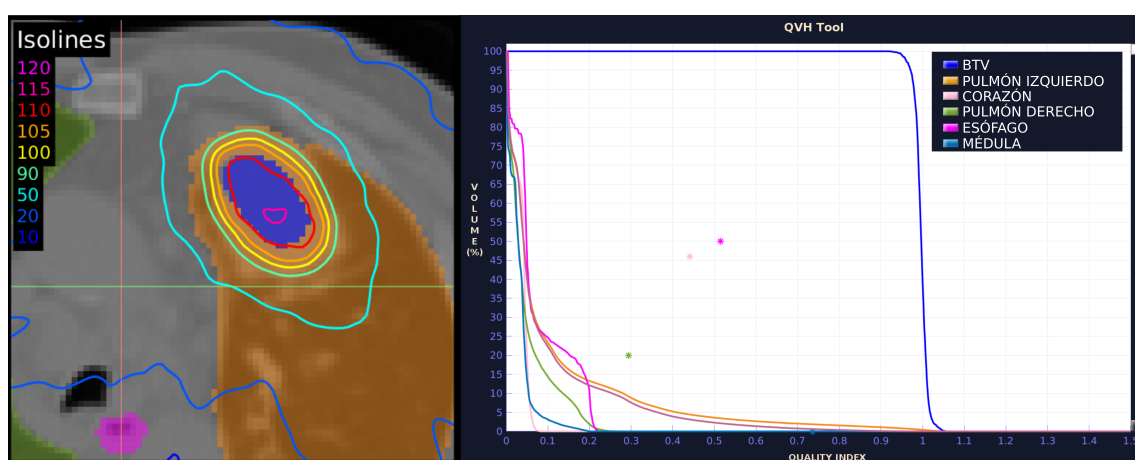 Isolines
120
115
110
105
100
90
50
20
10
QVH Tool
100
95
90
85
80
75
70
65
60
55
50
45
40
35
30
25
20
15
10
5
0
VOLUME
(%)
BTV
PULMÓN IZQUIERDO
CORAZÓN
PULMÓN DERECHO
ESÓFAGO
MÉDULA
0 0.1 0.2 0.3 0.4 0.5 0.6 0.7 0.8 0.9 1 1.1 1.2 1.3 1.4 1.5
QUALITY INDEX